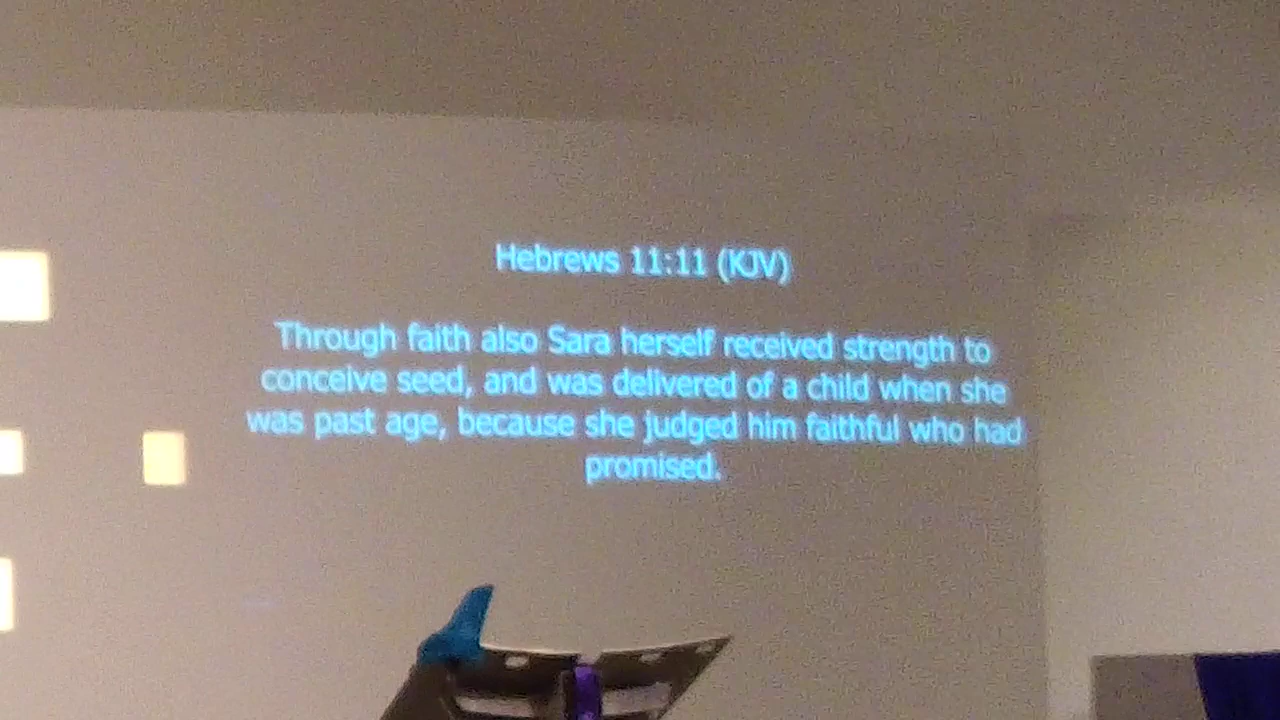 Hebrews 11:11 (KJV)
Through faith also Sara herself received strength to
conceive seed, and was delivered of a child when she
was past age, because she judged him faithful who had
promised.